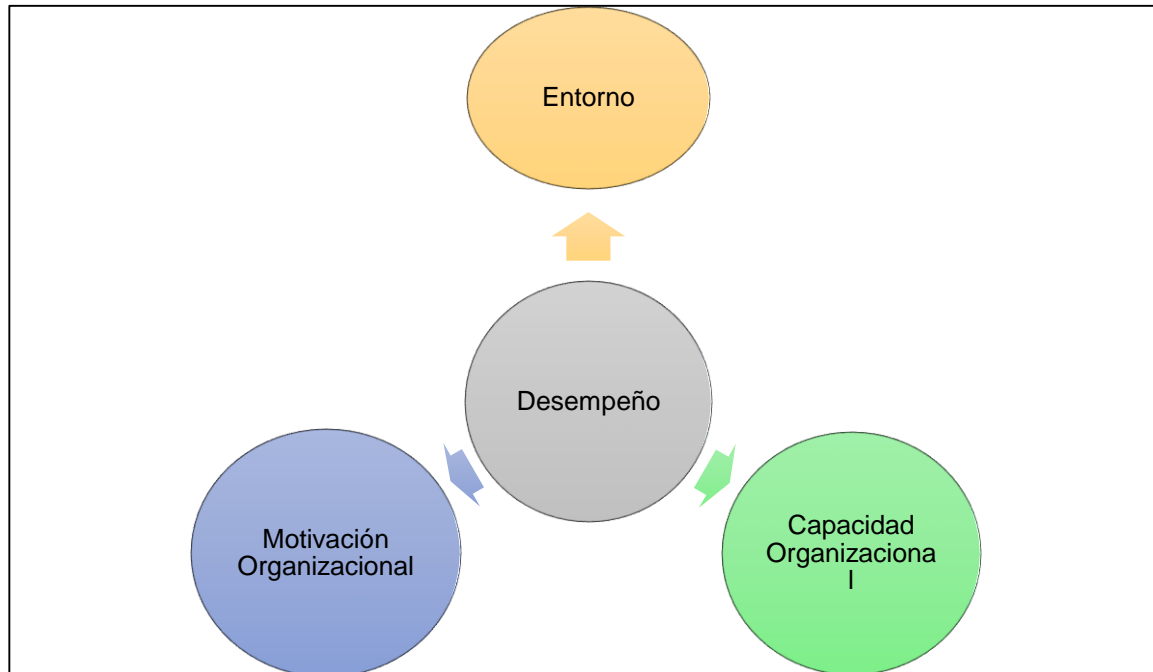 Entorno
Desempeño
Motivación
Organizacional
Capacidad
Organizaciona
l